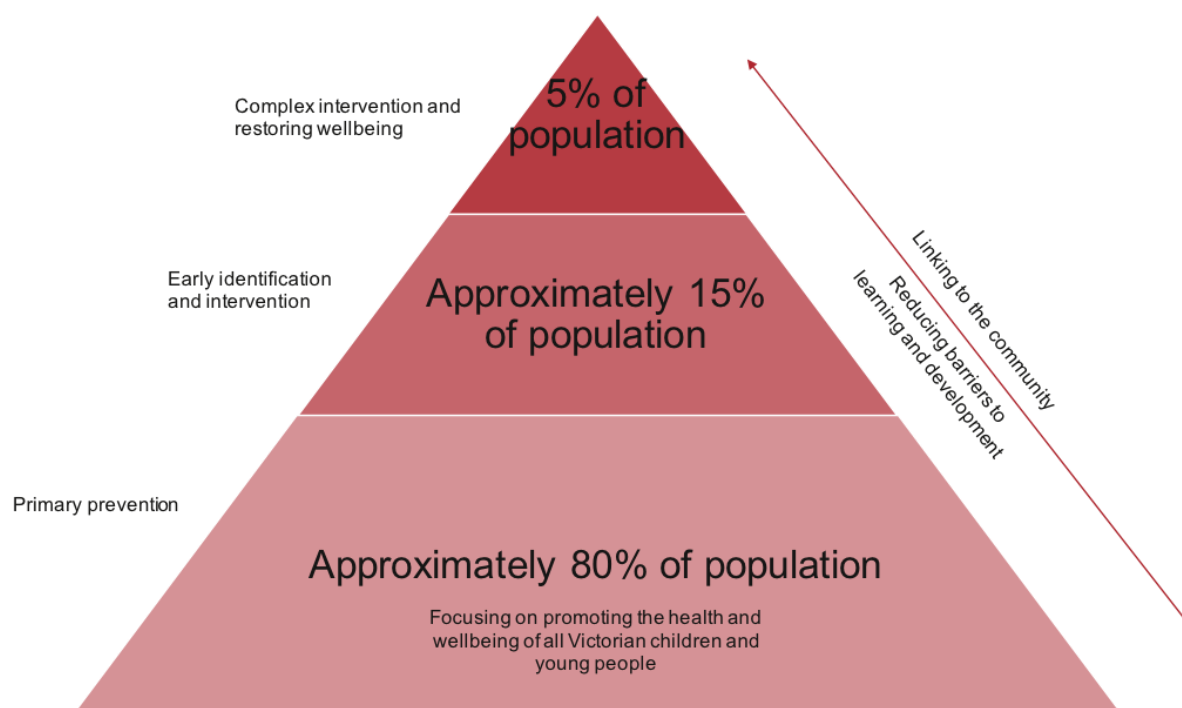 5% of
population
Complex intervention and
restoring wellbeing
Linking to the community
Reducing barriers to
learning and development
Early identification
and intervention
Approximately 15%
of population
Primary prevention
Approximately 80% of population
Focusing on promoting the health and
wellbeing of all Victorian children and
young people